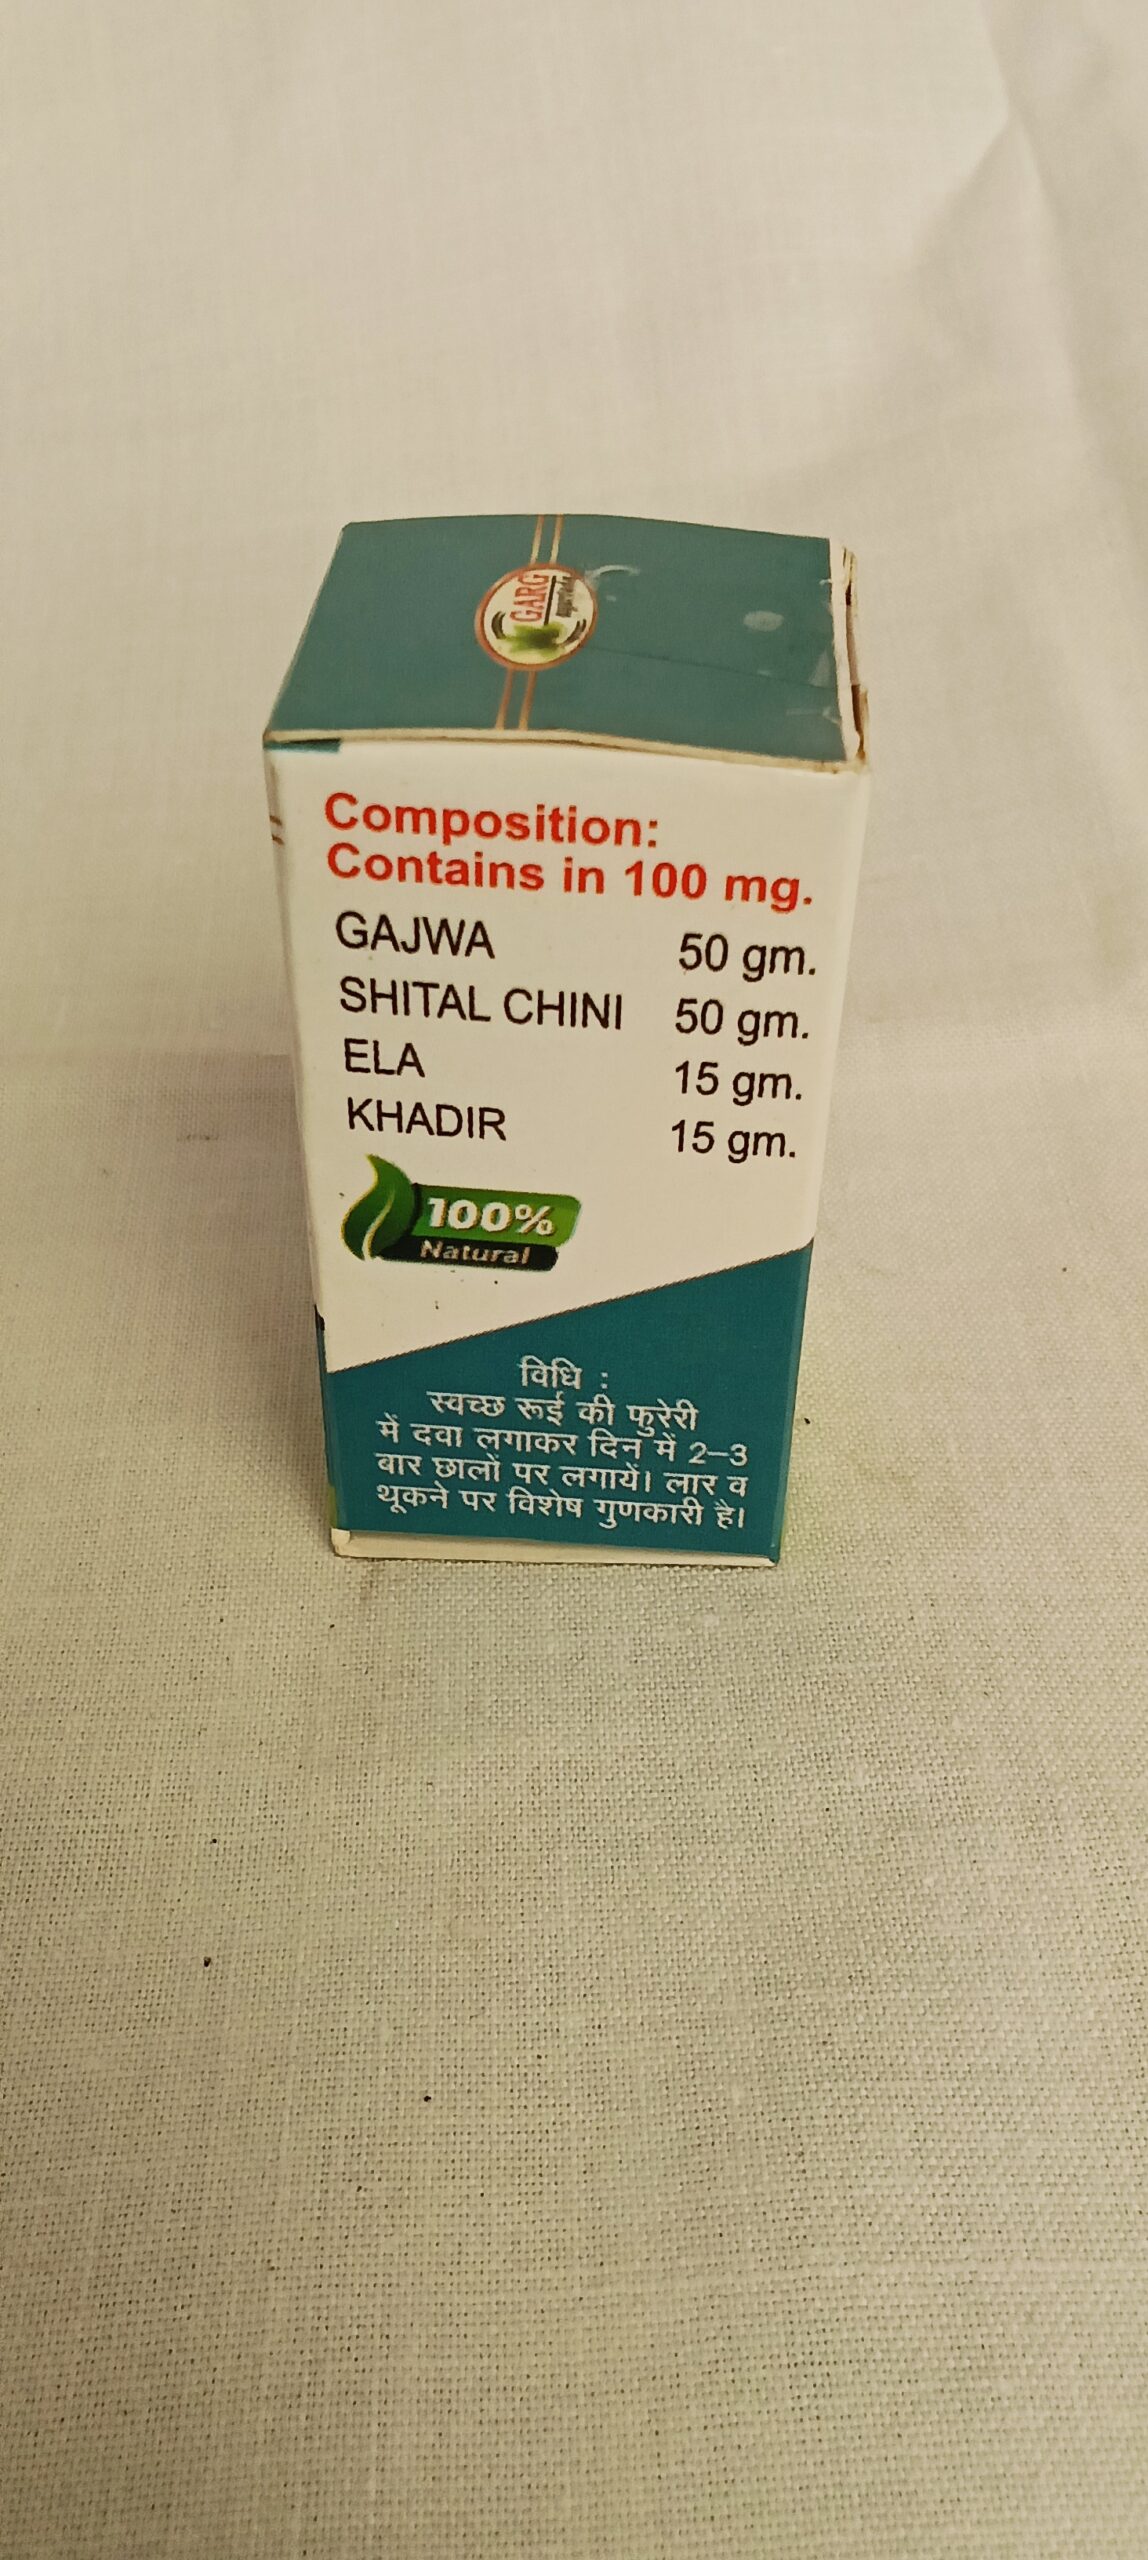 GARG
Composition:
Contains in 100 mg.
GAJWA 50 gm.
SHITAL CHINI 50 gm.
ELA 15 gm.
KHADIR 15 gm.
100%
Natural
विधि :
स्वच्छ रूई की फुरेरी
में दवा लगाकर दिन में 2–3
बार छालों पर लगायें। लार व
थूकने पर विशेष गुणकारी है।